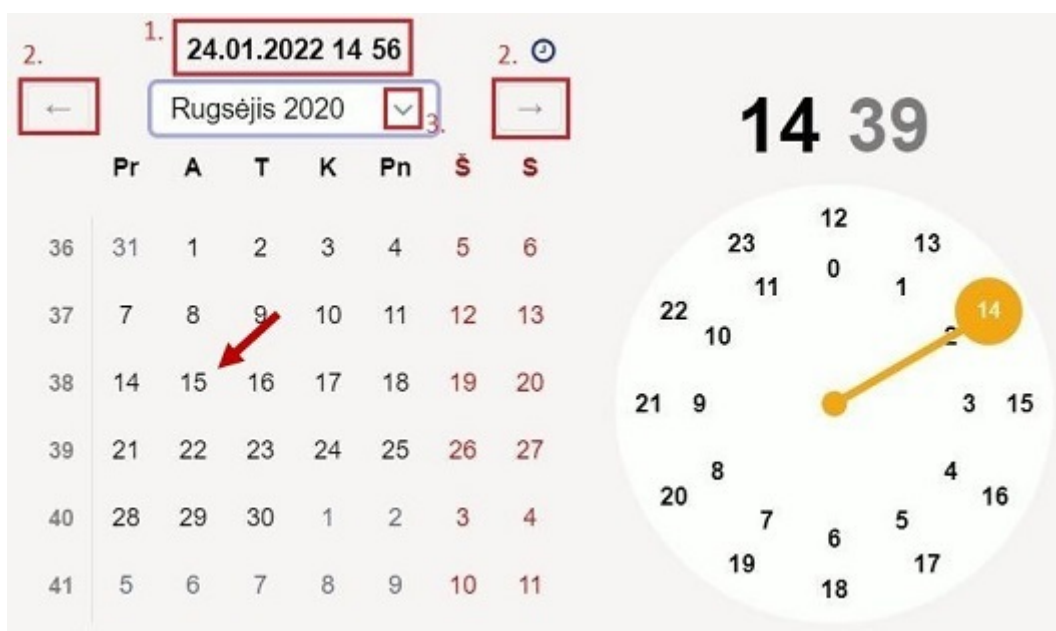 1.
2. 24.01.2022 14 56 2.
← Rugsėjis 2020 3. →
Pr A T K Pn Š S
36 31 1 2 3 4 5 6
37 7 8 9 10 11 12 13
38 14 15 16 17 18 19 20
39 21 22 23 24 25 26 27
40 28 29 30 1 2 3 4
41 5 6 7 8 9 10 11
14 39
12
23 13
0
11 1
22 14
10 2
21 9 3 15
8 4
20 16
7 5
6
19 17
18